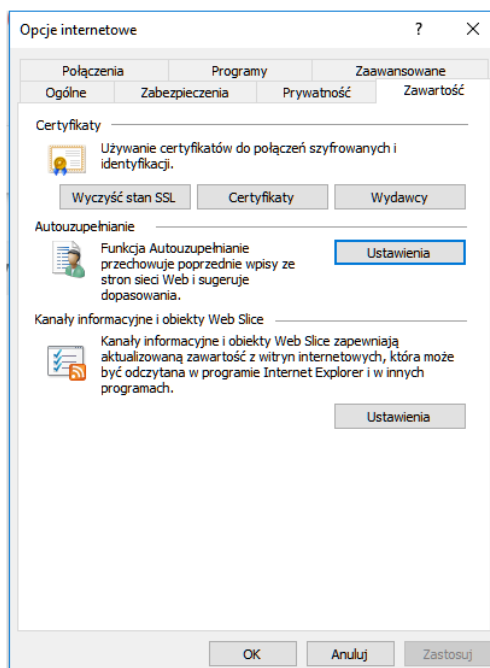 Opcje internetowe
Połączenia Programy Zaawansowane
Ogólne Zabezpieczenia Prywatność Zawartość
Certyfikaty
Używanie certyfikatów do połączeń szyfrowanych i
identyfikacji.
Wyczyść stan SSL Certyfikaty Wydawcy
Autouzupełnianie
Funkcja Autouzupełnianie
przechowuje poprzednie wpisy ze
stron sieci Web i sugeruje
dopasowania.
Ustawienia
Kanały informacyjne i obiekty Web Slice
Kanały informacyjne i obiekty Web Slice zapewniają
aktualizowaną zawartość z witryn internetowych, która może
być odczytana w programie Internet Explorer i w innych
programach.
Ustawienia
OK Anuluj Zastosuj